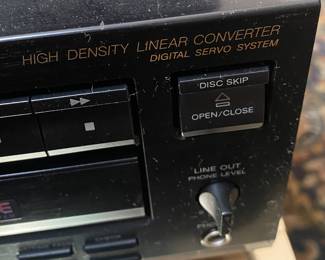 HIGH DENSITY LINEAR CONVERTER
DIGITAL SERVO SYSTEM
DISC SKIP
OPEN/CLOSE
LINE OUT
PHONE LEVEL